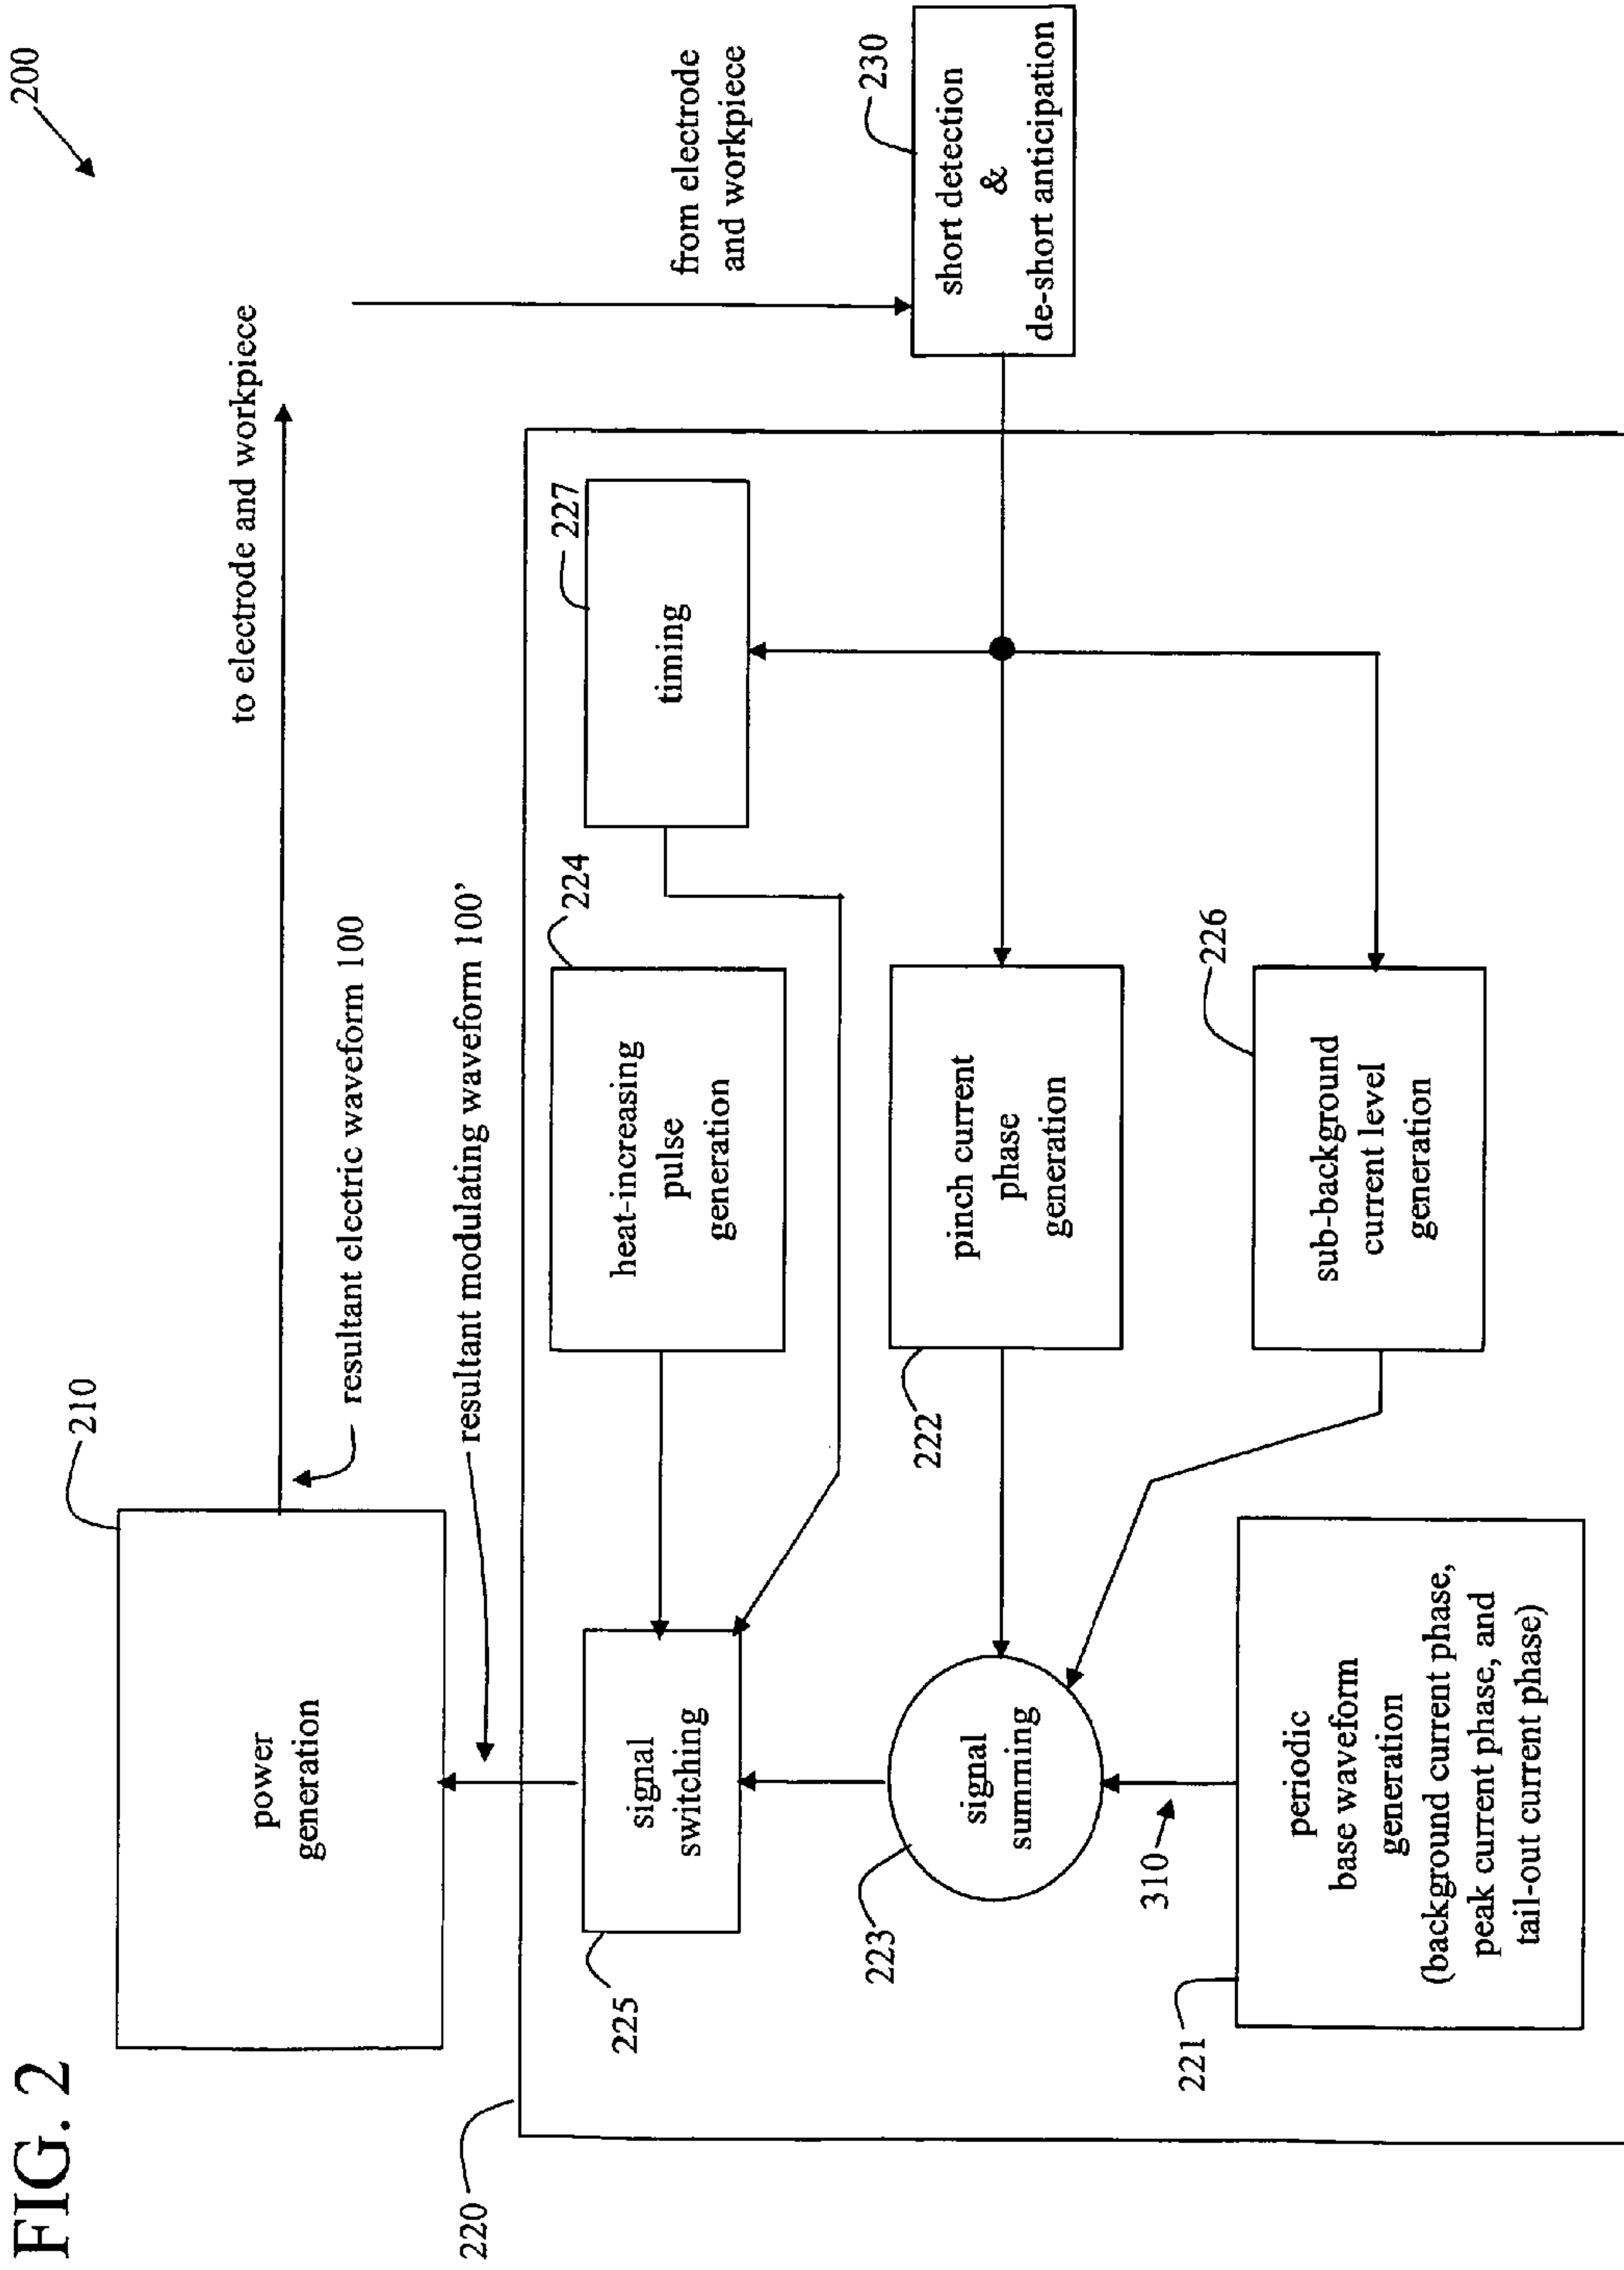 FIG. 2
200
210
power
generation
to electrode and workpiece
resultant electric waveform 100
resultant modulating waveform 100'
from electrode
and workpiece
220
225
signal
switching
224
heat-increasing
pulse
generation
227
timing
230
short detection
&
de-short anticipation
223
signal
summing
222
pinch current
phase
generation
310
226
sub-background
current level
generation
221
periodic
base waveform
generation
(background current phase,
peak current phase, and
tail-out current phase)